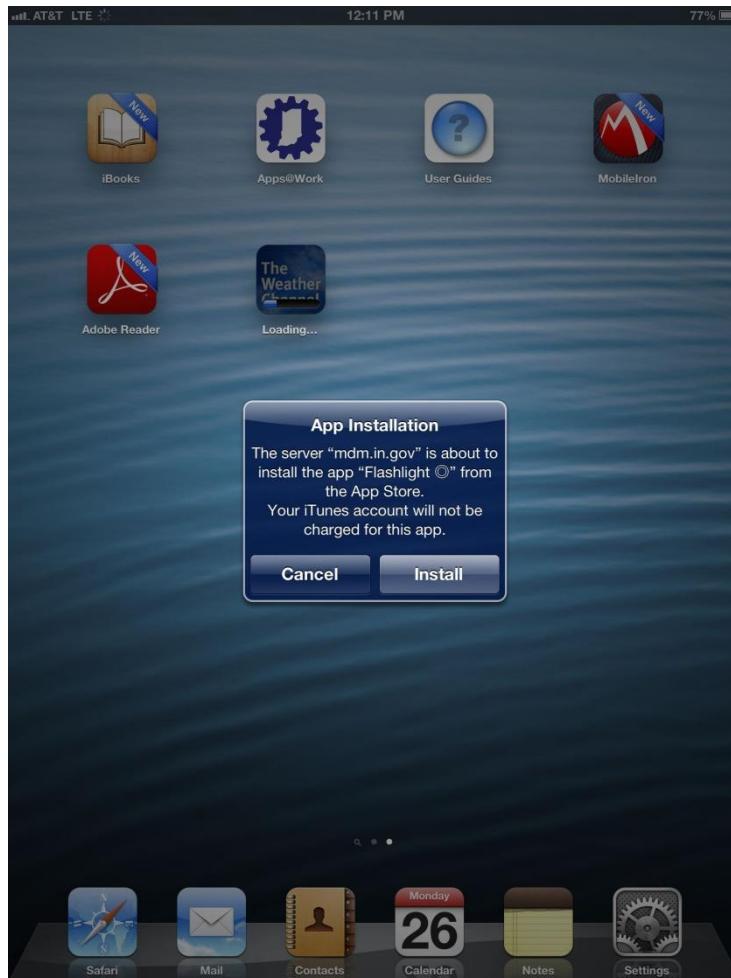 AT&T LTE
12:11 PM
77%
New
New
iBooks
Apps@Work
User Guides
MobileIron
New
The
Weather
Channel
Adobe Reader
Loading...
App Installation
The server “mdm.in.gov” is about to
install the app “Flashlight ◎” from
the App Store.
Your iTunes account will not be
charged for this app.
Cancel
Install
Monday
26
Safari
Mail
Contacts
Calendar
Notes
Settings